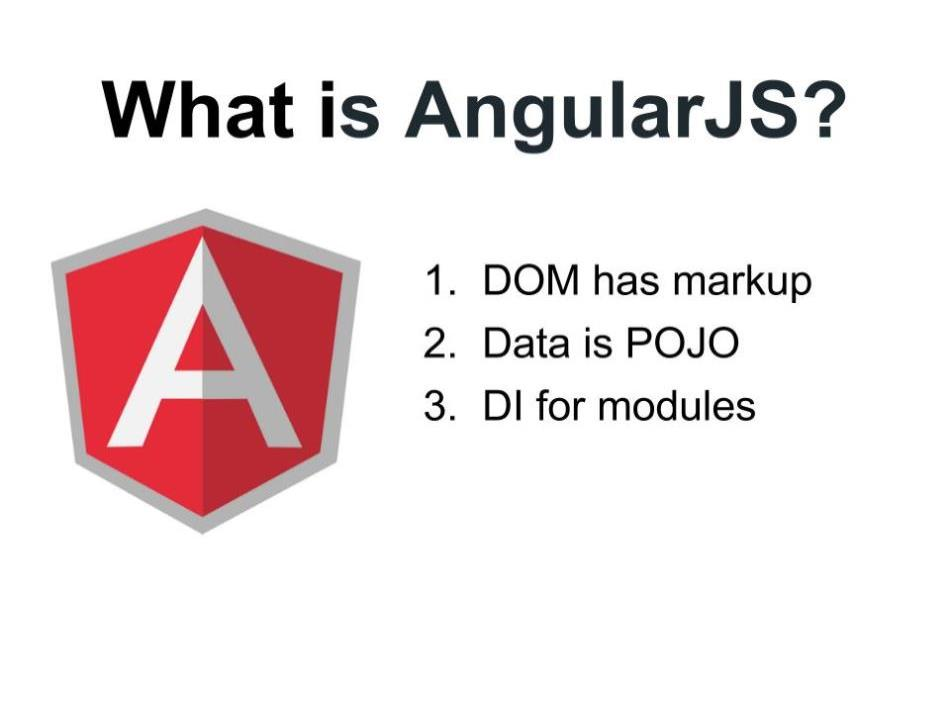 What is AngularJS?
A
1. DOM has markup
2. Data is POJO
3. DI for modules